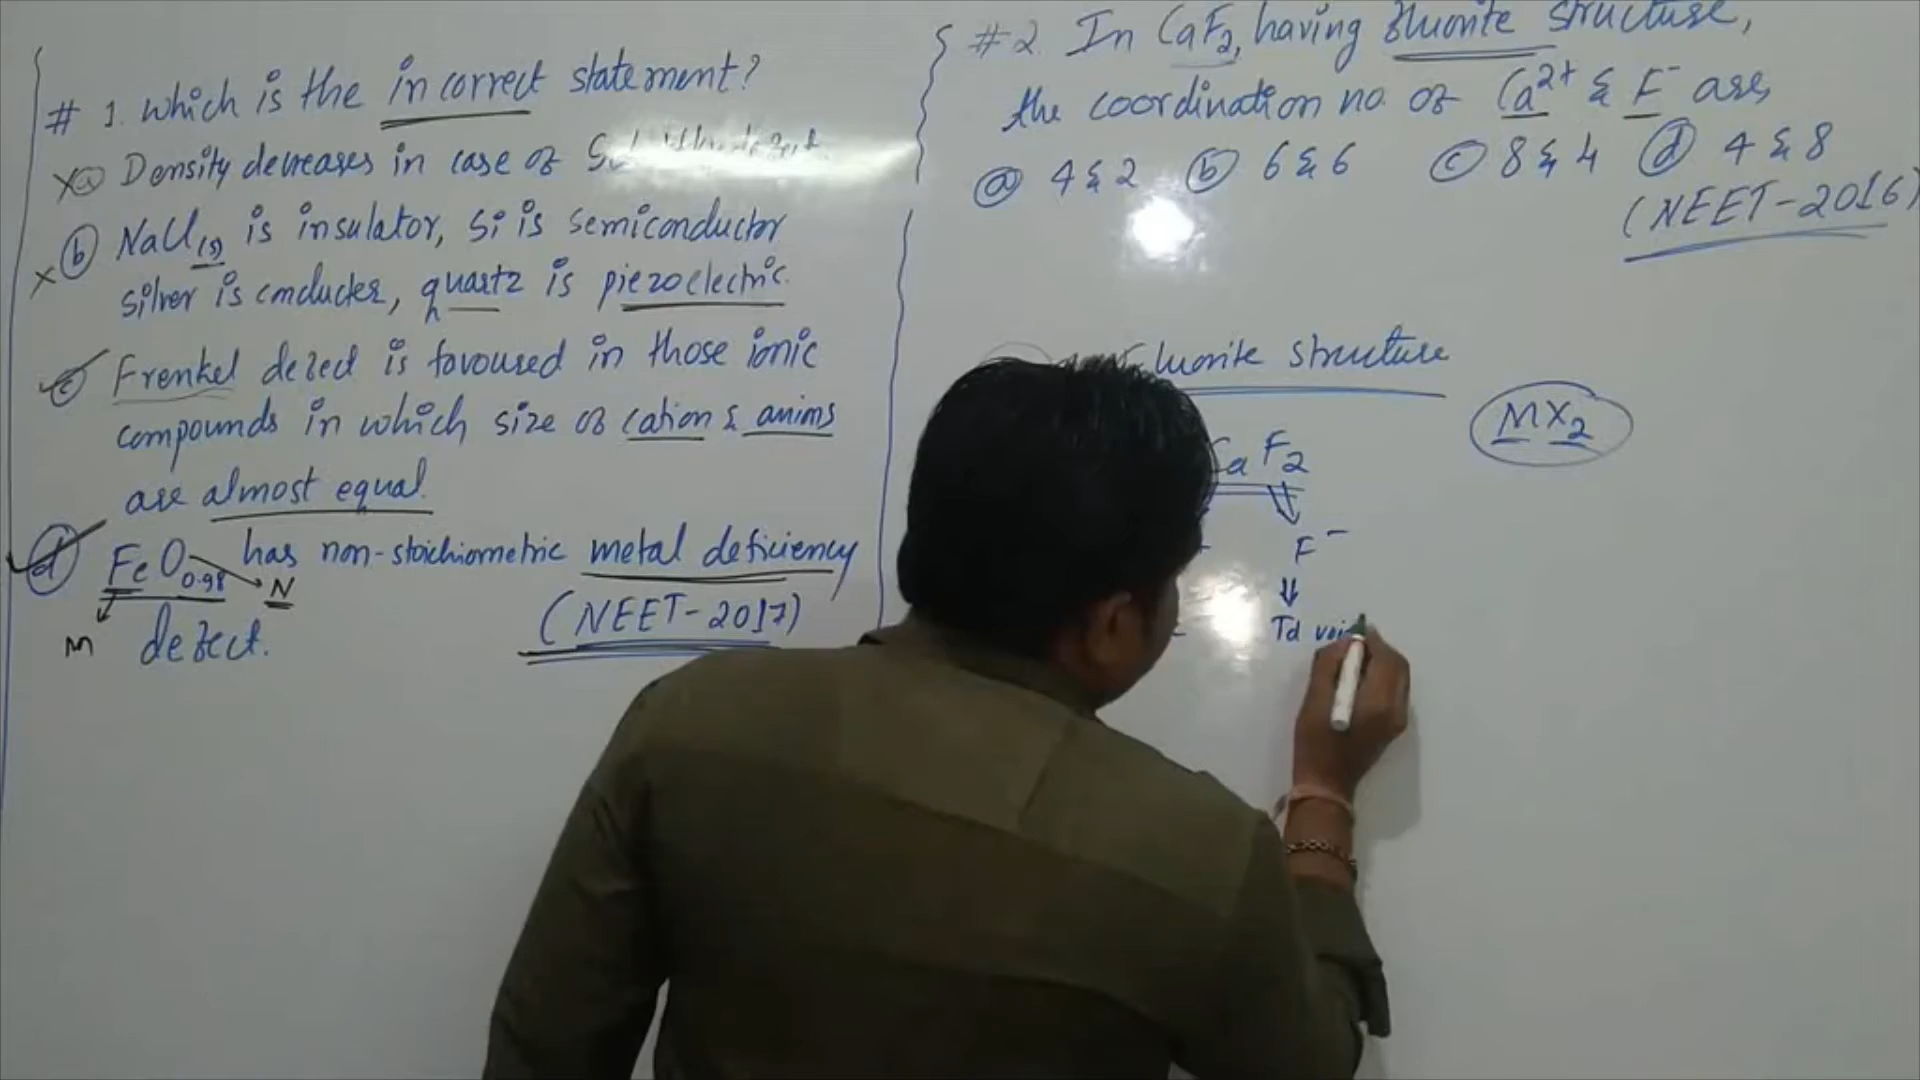 # 1. Which is the incorrect statement?
x ⓐ Density decreases in case of
x ⓑ NaCl(s) is insulator, Si is semiconductor
silver is conductor, quartz is piezoelectric.
ⓒ Frenkel defect is favoured in those ionic
compounds in which size of cation & anions
are almost equal.
ⓓ FeO0.98 has non-stoichiometric metal deficiency
N
M defect.
(NEET-2017)
# 2. In CaF2, having fluorite structure,
the coordination no. of Ca2+ & F- are
ⓐ 4 & 2 ⓑ 6 & 6 ⓒ 8 & 4 ⓓ 4 & 8
(NEET-2016)
structure
MX2
F2
F-
Td